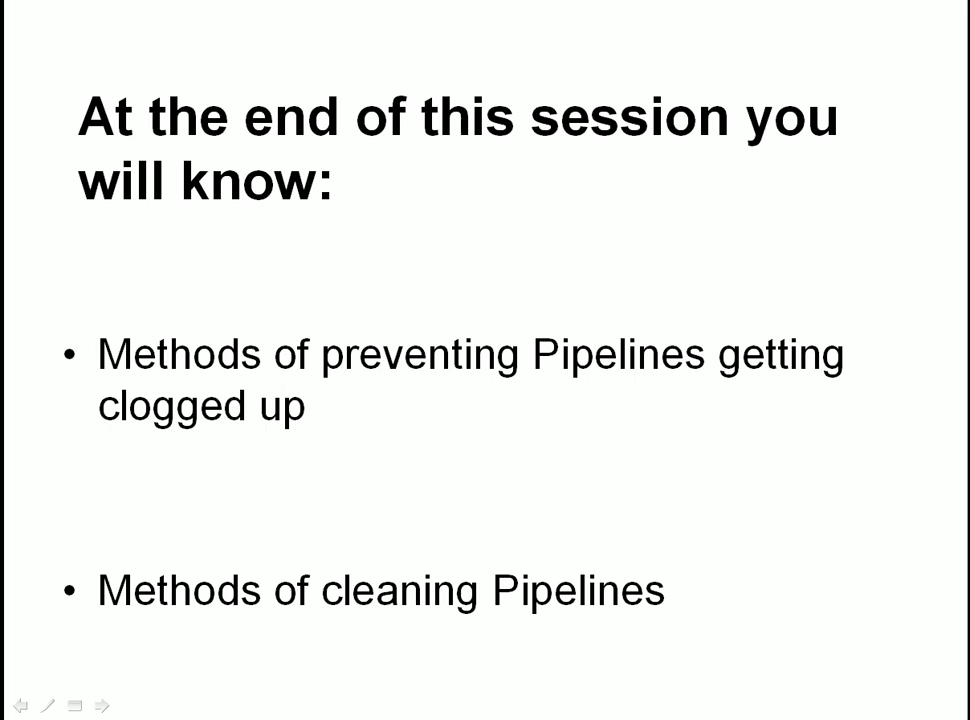 At the end of this session you
will know:
• Methods of preventing Pipelines getting
clogged up
• Methods of cleaning Pipelines